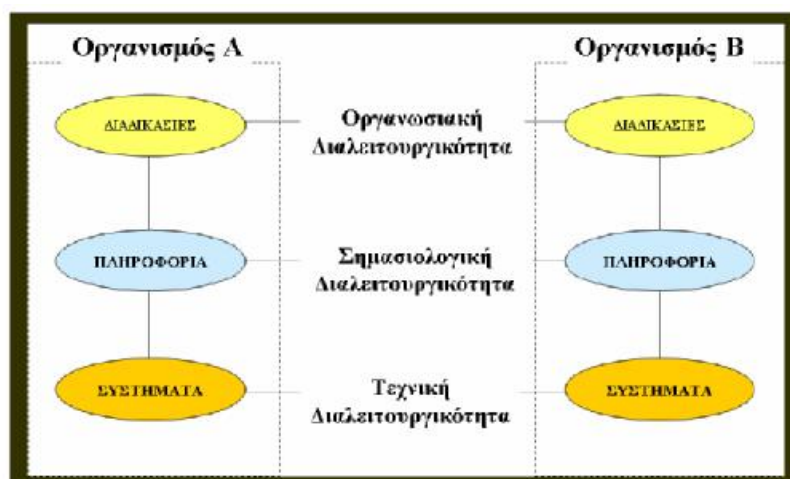 Οργανισμός Α
Οργανισμός Β
ΔΙΑΔΙΚΑΣΙΕΣ
Οργανωσιακή
Διαλειτουργικότητα
ΔΙΑΔΙΚΑΣΙΕΣ
ΠΛΗΡΟΦΟΡΙΑ
Σημασιολογική
Διαλειτουργικότητα
ΠΛΗΡΟΦΟΡΙΑ
ΣΥΣΤΗΜΑΤΑ
Τεχνική
Διαλειτουργικότητα
ΣΥΣΤΗΜΑΤΑ